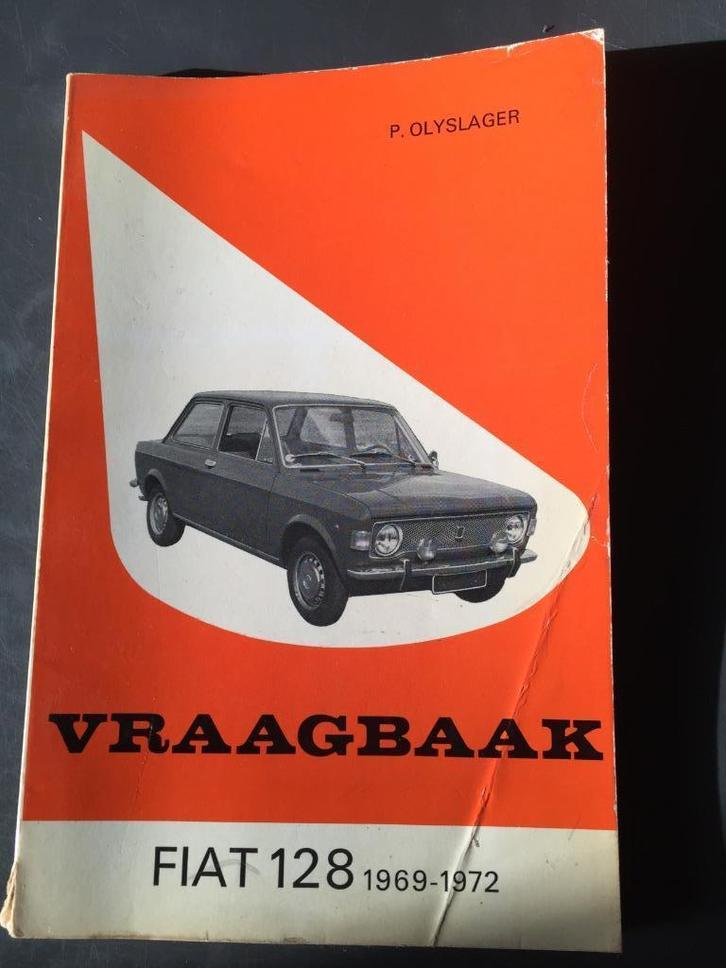 P. OLYSLAGER
VRAAGBAAK
FIAT 128 1969-1972